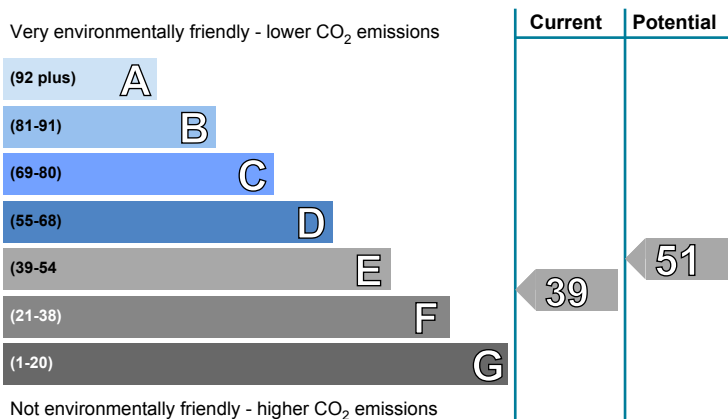 Very environmentally friendly - lower CO2 emissions
Current
Potential
(92 plus) A
(81-91) B
(69-80) C
(55-68) D
(39-54 E
(21-38) F
(1-20) G
39
51
Not environmentally friendly - higher CO2 emissions